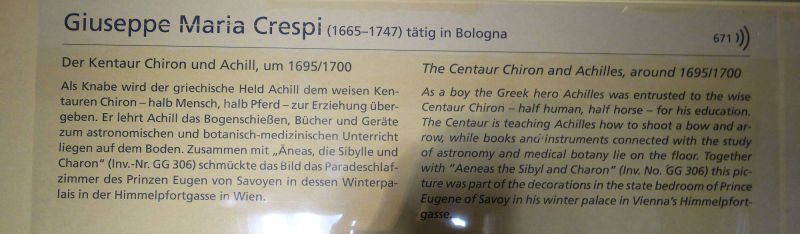 Giuseppe Maria Crespi (1665–1747) tätig in Bologna
671
Der Kentaur Chiron und Achill, um 1695/1700
Als Knabe wird der griechische Held Achill dem weisen Ken-
tauren Chiron – halb Mensch, halb Pferd – zur Erziehung über-
geben. Er lehrt Achill das Bogenschießen, Bücher und Geräte
zum astronomischen und botanisch-medizinischen Unterricht
liegen auf dem Boden. Zusammen mit „Äneas, die Sibylle und
Charon“ (Inv.-Nr. GG 306) schmückte das Bild das Paradeschlaf-
zimmer des Prinzen Eugen von Savoyen in dessen Winterpa-
lais in der Himmelpfortgasse in Wien.
The Centaur Chiron and Achilles, around 1695/1700
As a boy the Greek hero Achilles was entrusted to the wise
Centaur Chiron – half human, half horse – for his education.
The Centaur is teaching Achilles how to shoot a bow and ar-
row, while books and instruments connected with the study
of astronomy and medical botany lie on the floor. Together
with “Aeneas the Sibyl and Charon” (Inv. No. GG 306) this pic-
ture was part of the decorations in the state bedroom of Prince
Eugene of Savoy in his winter palace in Vienna’s Himmelpfort-
gasse.